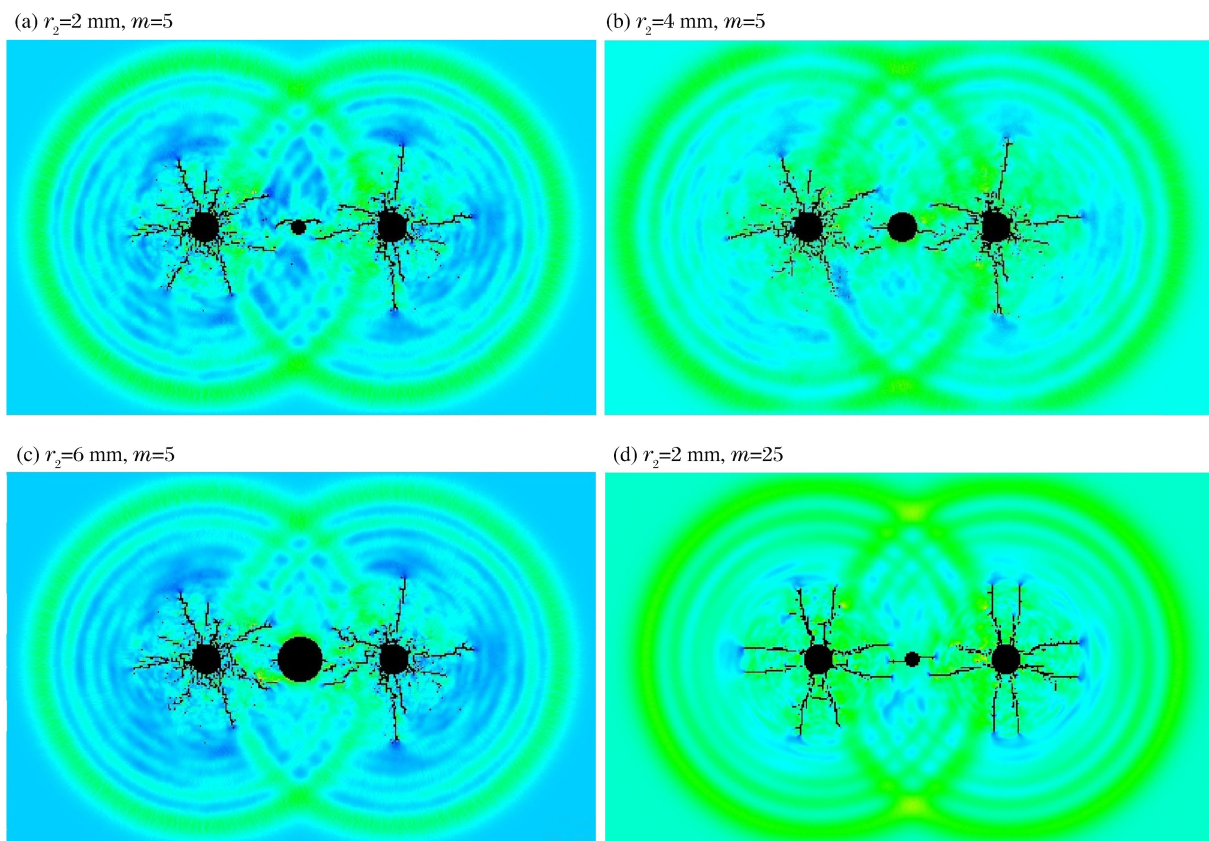 (a) r₂=2 mm, m=5
(b) r₂=4 mm, m=5
(c) r₂=6 mm, m=5
(d) r₂=2 mm, m=25